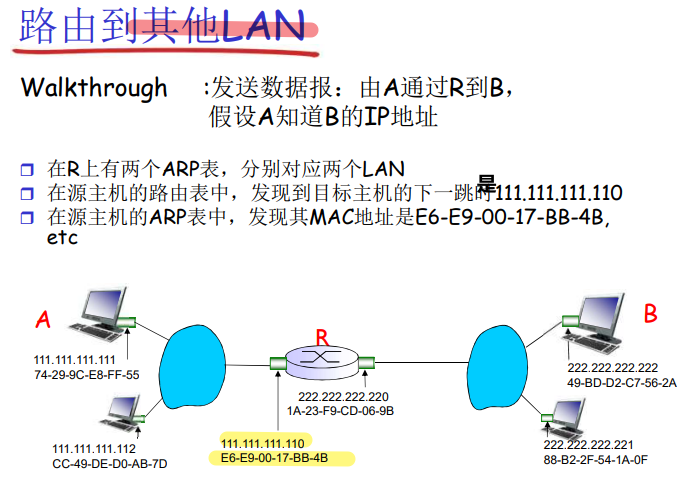 路由到其他LAN
Walkthrough :发送数据报：由A通过R到B，
假设A知道B的IP地址
在R上有两个ARP表，分别对应两个LAN
在源主机的路由表中，发现到目标主机的下一跳时是111.111.111.110
在源主机的ARP表中，发现其MAC地址是E6-E9-00-17-BB-4B,
etc
A
R
B
111.111.111.111
74-29-9C-E8-FF-55
222.222.222.222
49-BD-D2-C7-56-2A
222.222.222.220
1A-23-F9-CD-06-9B
111.111.111.112
CC-49-DE-D0-AB-7D
111.111.111.110
E6-E9-00-17-BB-4B
222.222.222.221
88-B2-2F-54-1A-0F